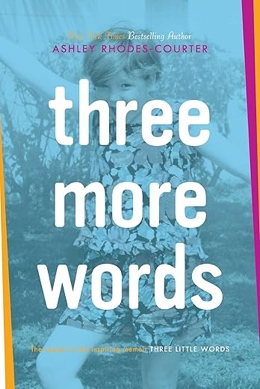 New York Times Bestselling Author
ASHLEY RHODES-COURTER
three
more
words
The sequel to the inspiring memoir THREE LITTLE WORDS